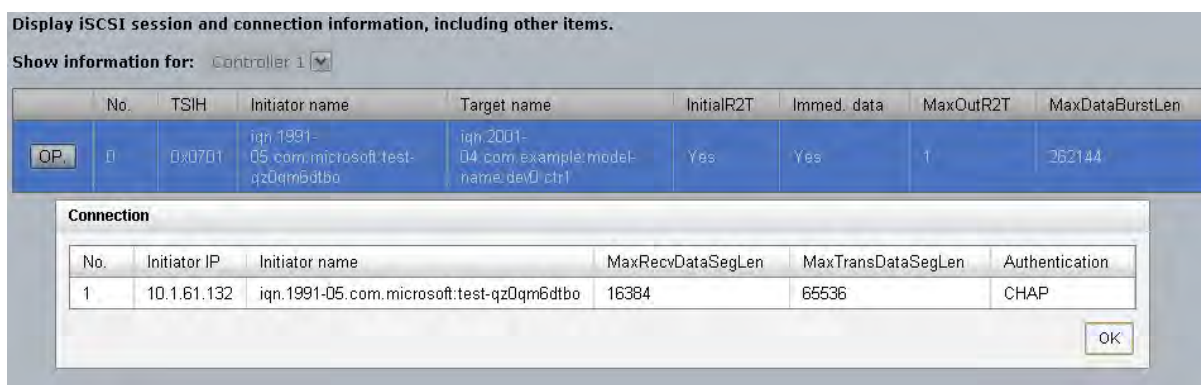 Display iSCSI session and connection information, including other items.
Show information for: Controller 1
No. TSIH Initiator name Target name InitialR2T Immed. data MaxOutR2T MaxDataBurstLen
OP. 0 0x0701 iqn.1991-05.com.microsoft:test-qz0qm6dtbo iqn.2001-04.com.example:model-name:dev0.ctr1 Yes Yes 1 262144
Connection
No. Initiator IP Initiator name MaxRecvDataSegLen MaxTransDataSegLen Authentication
1 10.1.61.132 iqn.1991-05.com.microsoft:test-qz0qm6dtbo 16384 65536 CHAP
OK